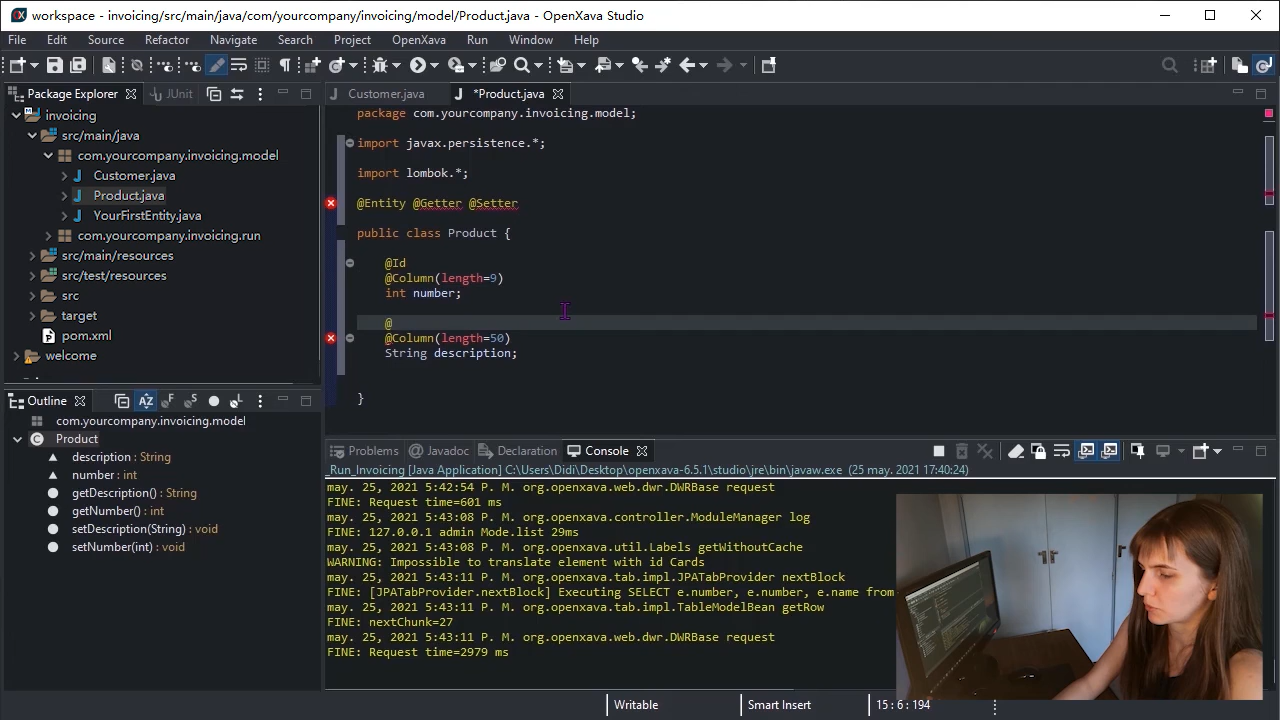 workspace - invoicing/src/main/java/com/yourcompany/invoicing/model/Product.java - OpenXava Studio
File Edit Source Refactor Navigate Search Project OpenXava Run Window Help
Package Explorer
JUnit
invoicing
src/main/java
com.yourcompany.invoicing.model
Customer.java
Product.java
YourFirstEntity.java
com.yourcompany.invoicing.run
src/main/resources
src/test/resources
src
target
pom.xml
welcome
Customer.java
*Product.java
package com.yourcompany.invoicing.model;
import javax.persistence.*;
import lombok.*;
@Entity @Getter @Setter
public class Product {
@Id
@Column(length=9)
int number;
@
@Column(length=50)
String description;
}
Outline
com.yourcompany.invoicing.model
Product
description : String
number : int
getDescription() : String
getNumber() : int
setDescription(String) : void
setNumber(int) : void
Problems
Javadoc
Declaration
Console
_Run_Invoicing [Java Application] C:\Users\Didi\Desktop\openxava-6.5.1\studio\jre\bin\javaw.exe (25 may. 2021 17:40:24)
may. 25, 2021 5:42:54 P. M. org.openxava.web.dwr.DWRBase request
FINE: Request time=601 ms
may. 25, 2021 5:43:08 P. M. org.openxava.controller.ModuleManager log
FINE: 127.0.0.1 admin Mode.list 29ms
may. 25, 2021 5:43:08 P. M. org.openxava.util.Labels getWithoutCache
WARNING: Impossible to translate element with id Cards
may. 25, 2021 5:43:11 P. M. org.openxava.tab.impl.JPATabProvider nextBlock
FINE: [JPATabProvider.nextBlock] Executing SELECT e.number, e.number, e.name from
may. 25, 2021 5:43:11 P. M. org.openxava.tab.impl.TableModelBean getRow
FINE: nextChunk=27
may. 25, 2021 5:43:11 P. M. org.openxava.web.dwr.DWRBase request
FINE: Request time=2979 ms
Writable
Smart Insert
15 : 6 : 194